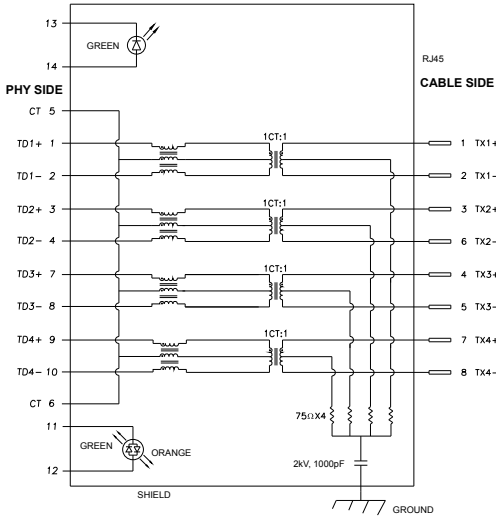 13
GREEN
14
RJ45
PHY SIDE
CABLE SIDE
CT 5
1CT:1
TD1+ 1
1 TX1+
TD1- 2
2 TX1-
1CT:1
TD2+ 3
3 TX2+
TD2- 4
6 TX2-
1CT:1
TD3+ 7
4 TX3+
TD3- 8
5 TX3-
1CT:1
TD4+ 9
7 TX4+
TD4- 10
8 TX4-
CT 6
75ΩX4
11
GREEN
ORANGE
12
2kV, 1000pF
SHIELD
GROUND